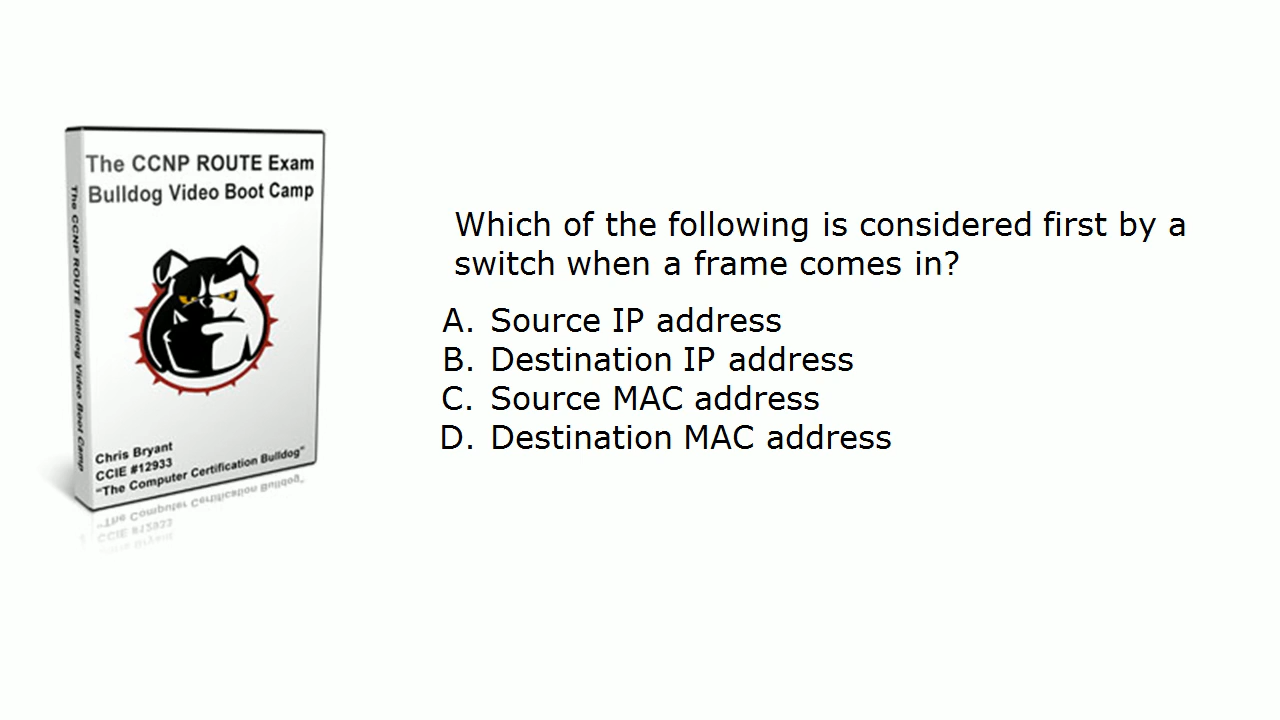 The CCNP ROUTE Exam
Bulldog Video Boot Camp
The CCNP ROUTE Bulldog Video Boot Camp
Chris Bryant
CCIE #12933
"The Computer Certification Bulldog"
Which of the following is considered first by a
switch when a frame comes in?
A. Source IP address
B. Destination IP address
C. Source MAC address
D. Destination MAC address